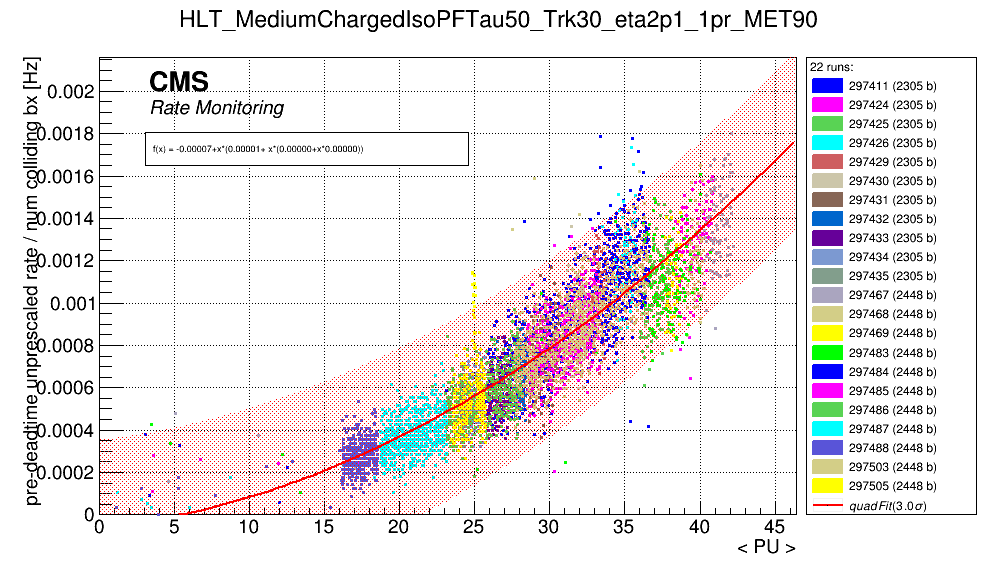 HLT_MediumChargedIsoPFTau50_Trk30_eta2p1_1pr_MET90
pre-deadtime unprescaled rate / num colliding bx [Hz]
CMS
Rate Monitoring
f(x) = -0.00007+x*(0.00001+ x*(0.00000+x*0.00000))
0.002
0.0018
0.0016
0.0014
0.0012
0.001
0.0008
0.0006
0.0004
0.0002
0
0 5 10 15 20 25 30 35 40 45
< PU >
22 runs:
297411 (2305 b)
297424 (2305 b)
297425 (2305 b)
297426 (2305 b)
297429 (2305 b)
297430 (2305 b)
297431 (2305 b)
297432 (2305 b)
297433 (2305 b)
297434 (2305 b)
297435 (2305 b)
297467 (2448 b)
297468 (2448 b)
297469 (2448 b)
297483 (2448 b)
297484 (2448 b)
297485 (2448 b)
297486 (2448 b)
297487 (2448 b)
297488 (2448 b)
297503 (2448 b)
297505 (2448 b)
quadFit(3.0σ)